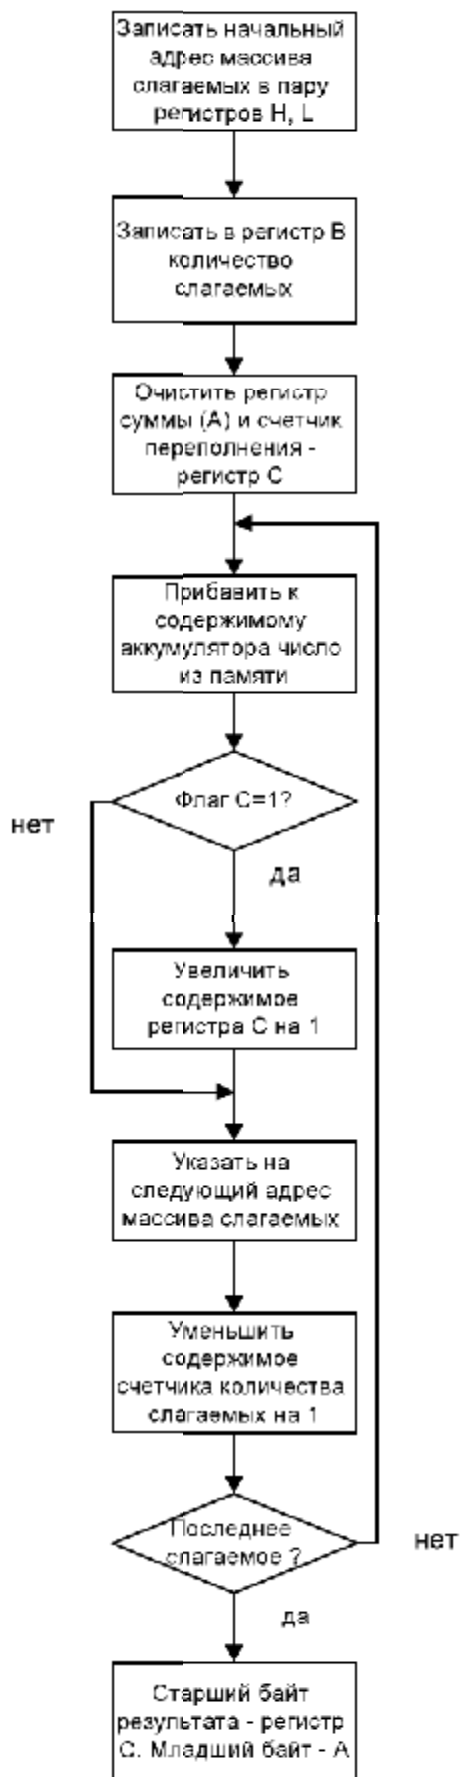 Записать начальный
адрес массива
слагаемых в пару
регистров H, L
Записать в регистр B
количество
слагаемых
Очистить регистр
суммы (A) и счетчик
переполнения -
регистр C
Прибавить к
содержимому
аккумулятора число
из памяти
Флаг C=1?
нет
да
Увеличить
содержимое
регистра C на 1
Указать на
следующий адрес
массива слагаемых
Уменьшить
содержимое
счетчика количества
слагаемых на 1
Последнее
слагаемое ?
нет
да
Старший байт
результата - регистр
C. Младший байт - A